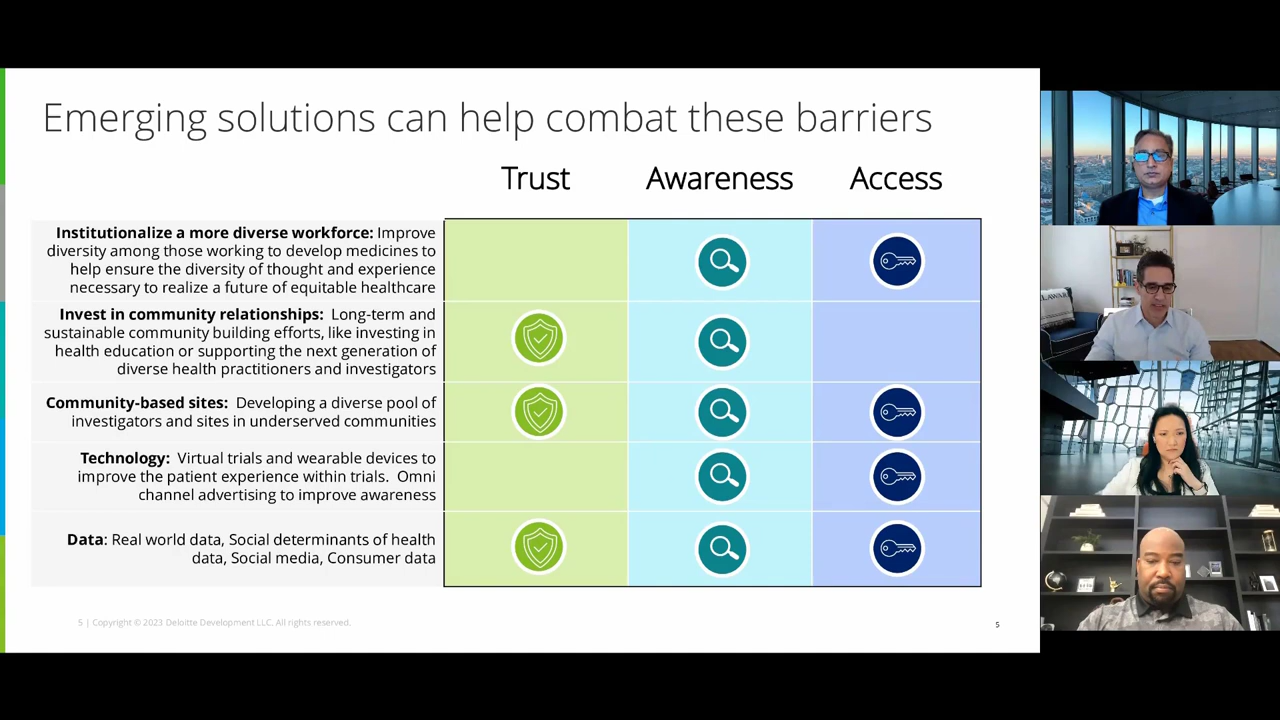 Emerging solutions can help combat these barriers
Trust Awareness Access
Institutionalize a more diverse workforce: Improve
diversity among those working to develop medicines to
help ensure the diversity of thought and experience
necessary to realize a future of equitable healthcare
Invest in community relationships: Long-term and
sustainable community building efforts, like investing in
health education or supporting the next generation of
diverse health practitioners and investigators
Community-based sites: Developing a diverse pool of
investigators and sites in underserved communities
Technology: Virtual trials and wearable devices to
improve the patient experience within trials. Omni
channel advertising to improve awareness
Data: Real world data, Social determinants of health
data, Social media, Consumer data
5 | Copyright © 2023 Deloitte Development LLC. All rights reserved.
5